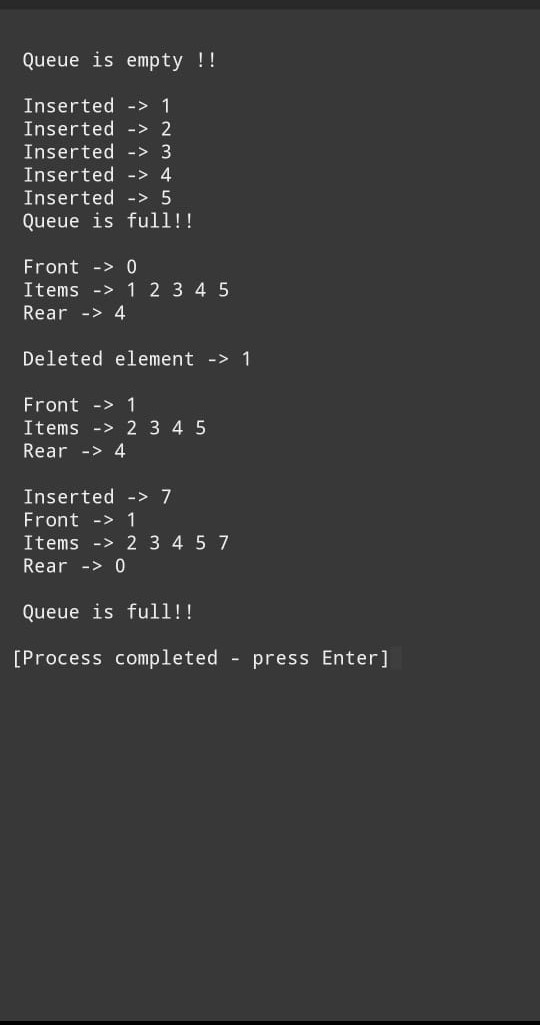 Queue is empty !!
Inserted -> 1
Inserted -> 2
Inserted -> 3
Inserted -> 4
Inserted -> 5
Queue is full!!
Front -> 0
Items -> 1 2 3 4 5
Rear -> 4
Deleted element -> 1
Front -> 1
Items -> 2 3 4 5
Rear -> 4
Inserted -> 7
Front -> 1
Items -> 2 3 4 5 7
Rear -> 0
Queue is full!!
[Process completed - press Enter]